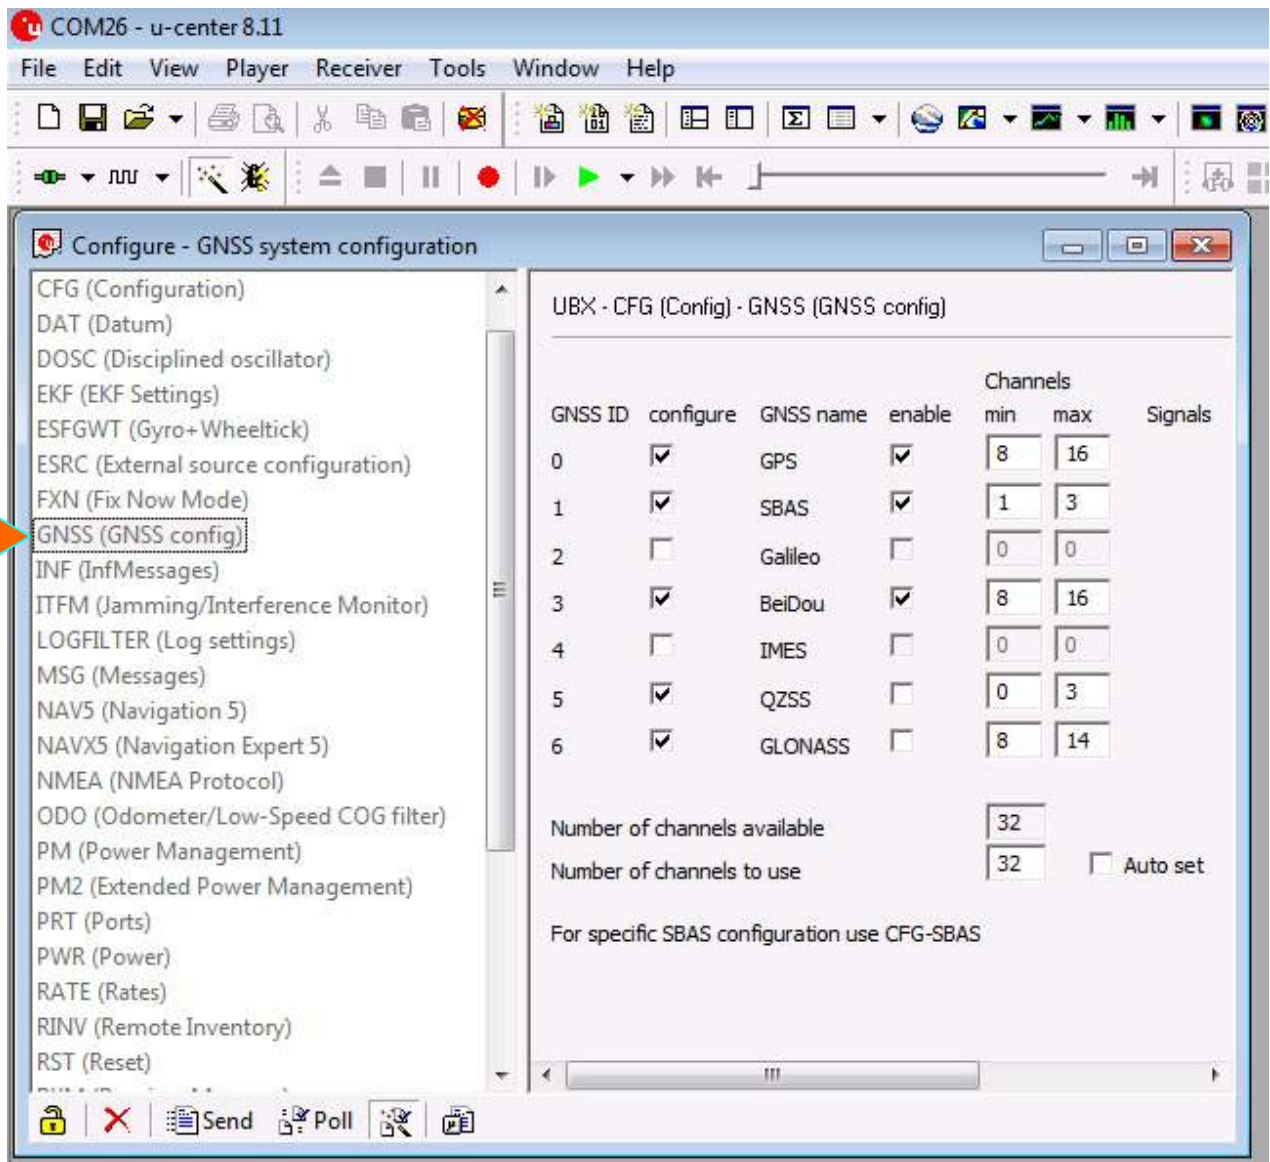 COM26 - u-center 8.11
File Edit View Player Receiver Tools Window Help
Configure - GNSS system configuration
CFG (Configuration)
DAT (Datum)
DOSC (Disciplined oscillator)
EKF (EKF Settings)
ESFGWT (Gyro+Wheeltick)
ESRC (External source configuration)
FXN (Fix Now Mode)
GNSS (GNSS config)
INF (InfMessages)
ITFM (Jamming/Interference Monitor)
LOGFILTER (Log settings)
MSG (Messages)
NAV5 (Navigation 5)
NAVX5 (Navigation Expert 5)
NMEA (NMEA Protocol)
ODO (Odometer/Low-Speed COG filter)
PM (Power Management)
PM2 (Extended Power Management)
PRT (Ports)
PWR (Power)
RATE (Rates)
RINV (Remote Inventory)
RST (Reset)
UBX - CFG (Config) - GNSS (GNSS config)
Channels
GNSS ID configure GNSS name enable min max Signals
0 GPS 8 16
1 SBAS 1 3
2 Galileo 0 0
3 BeiDou 8 16
4 IMES 0 0
5 QZSS 0 3
6 GLONASS 8 14
Number of channels available 32
Number of channels to use 32 Auto set
For specific SBAS configuration use CFG-SBAS
Send Poll